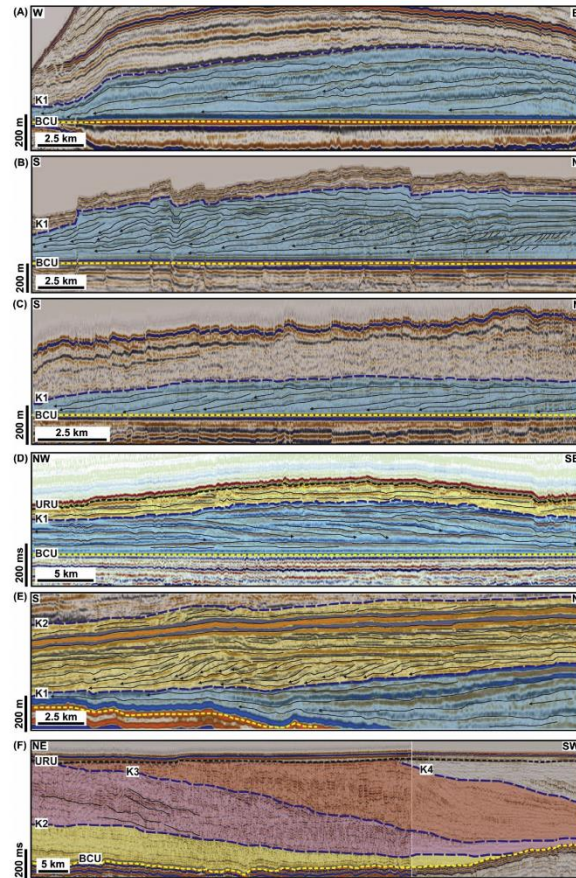 (A) W E
K1
BCU
200 m
2.5 km
(B) S N
K1
BCU
200 m
2.5 km
(C) S N
K1
BCU
200 m
2.5 km
(D) NW SE
URU
K1
BCU
200 ms
5 km
(E) S N
K2
K1
200 m
2.5 km
(F) NE SW
URU
K3 K4
K2
BCU
200 ms
5 km